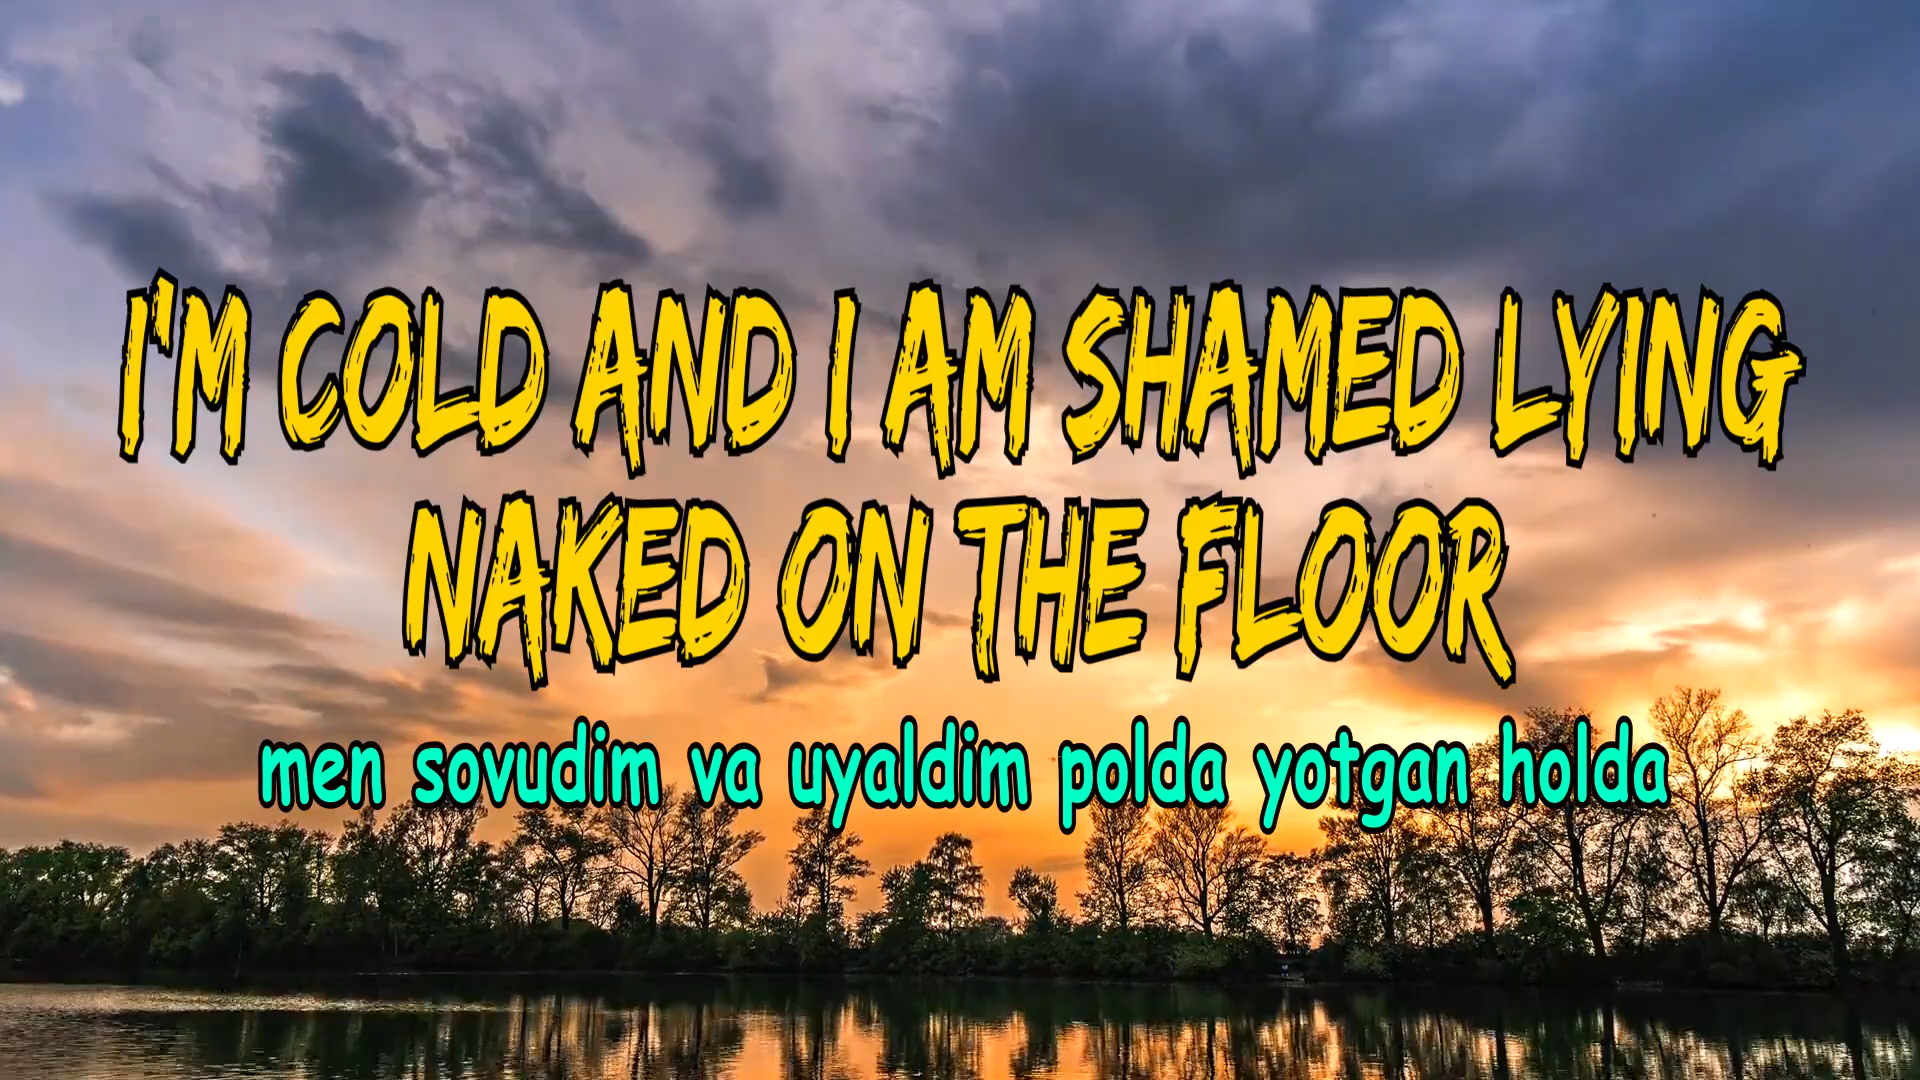 I'M COLD AND I AM SHAMED LYING
NAKED ON THE FLOOR
men sovudim va uyaldim polda yotgan holda